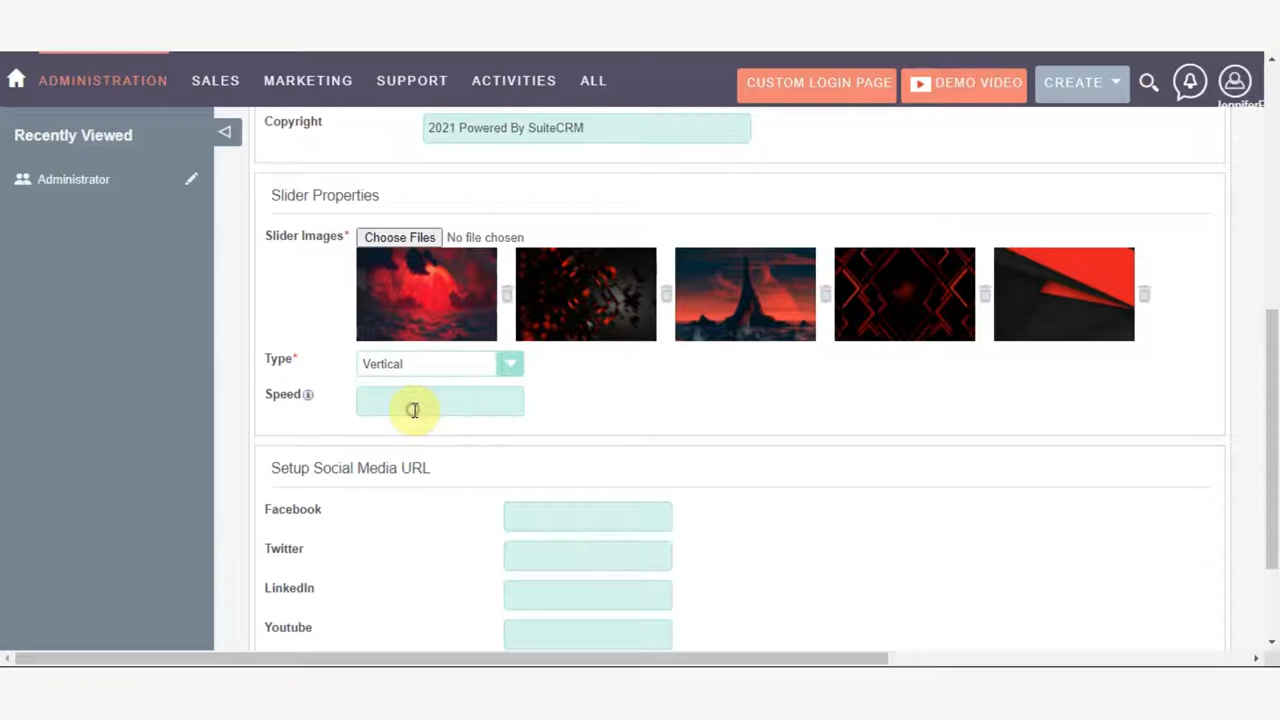 ADMINISTRATION SALES MARKETING SUPPORT ACTIVITIES ALL CUSTOM LOGIN PAGE DEMO VIDEO CREATE
Recently Viewed
Administrator
Copyright 2021 Powered By SuiteCRM
Slider Properties
Slider Images* Choose Files No file chosen
Type* Vertical
Speed
Setup Social Media URL
Facebook
Twitter
LinkedIn
Youtube